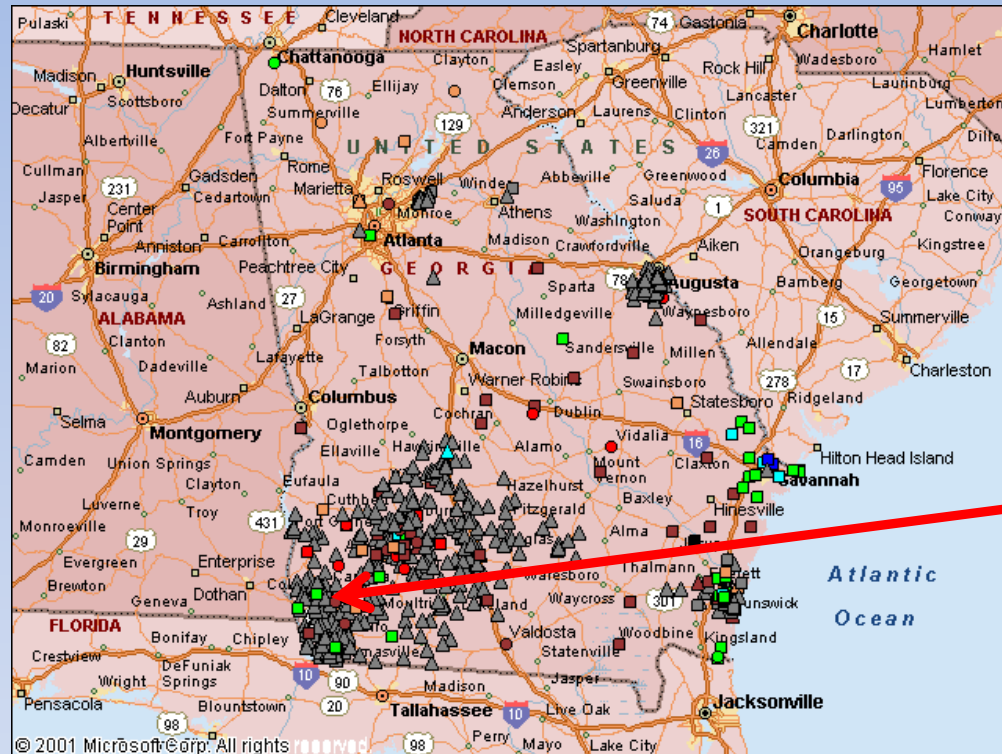 TENNESSEE
Pulaski
Cleveland
74
Gastonia
Charlotte
NORTH CAROLINA
Chattanooga
Clayton
Spartanburg
Wadesboro
Hamlet
Madison
Huntsville
Easley
Rock Hill
Dalton
76
Ellijay
Clemson
Greenville
Laurinburg
Decatur
Scottsboro
Summerville
Anderson
Laurens
Clinton
Lancaster
Lumberton
Albertville
Fort Payne
129
321
Darlington
UNITED STATES
Camden
Dillo
26
Cullman
Rome
Roswell
Winder
Abbeville
Greenwood
Florence
Gadsden
Marietta
Columbia
95
231
Jasper
Cedartown
Monroe
Athens
Saluda
Lake City
Center Point
Washington
1
SOUTH CAROLINA
Conway
Anniston
Carrollton
Atlanta
Madison
Crawfordville
Aiken
Kingstree
Birmingham
Peachtree City
GEORGIA
78
Orangeburg
20
Sylacauga
Ashland
27
Sparta
Augusta
Bamberg
Georgetown
ALABAMA
LaGrange
Griffin
Milledgeville
Waynesboro
15
Summerville
Clanton
Forsyth
Sandersville
Allendale
82
Marion
Dadeville
Lafayette
Macon
Millen
Talbotton
17
Charleston
Auburn
Warner Robins
Swainsboro
278
Columbus
Statesboro
Ridgeland
Selma
Cochran
Dublin
Montgomery
Oglethorpe
Vidalia
16
Camden
Union Springs
Ellaville
Alamo
Claxton
Hilton Head Island
Clayton
Eufaula
Mount Vernon
Savannah
Luverne
Hazelhurst
Hinesville
Troy
Baxley
Monroeville
431
Fitzgerald
29
Alma
Evergreen
Enterprise
Thalmann
Atlantic
Brewton
Dothan
Waycross
301
Geneva
Ocean
FLORIDA
Valdosta
Woodbine
Bonifay
Chipley
Kingsland
Crestview
Statenville
DeFuniak Springs
10
90
Jasper
Wright
Madison
Pensacola
20
Jacksonville
Blountstown
Tallahassee
10
Live Oak
98
98
Perry
Mayo
Lake City
© 2001 Microsoft Corp. All rights reserved